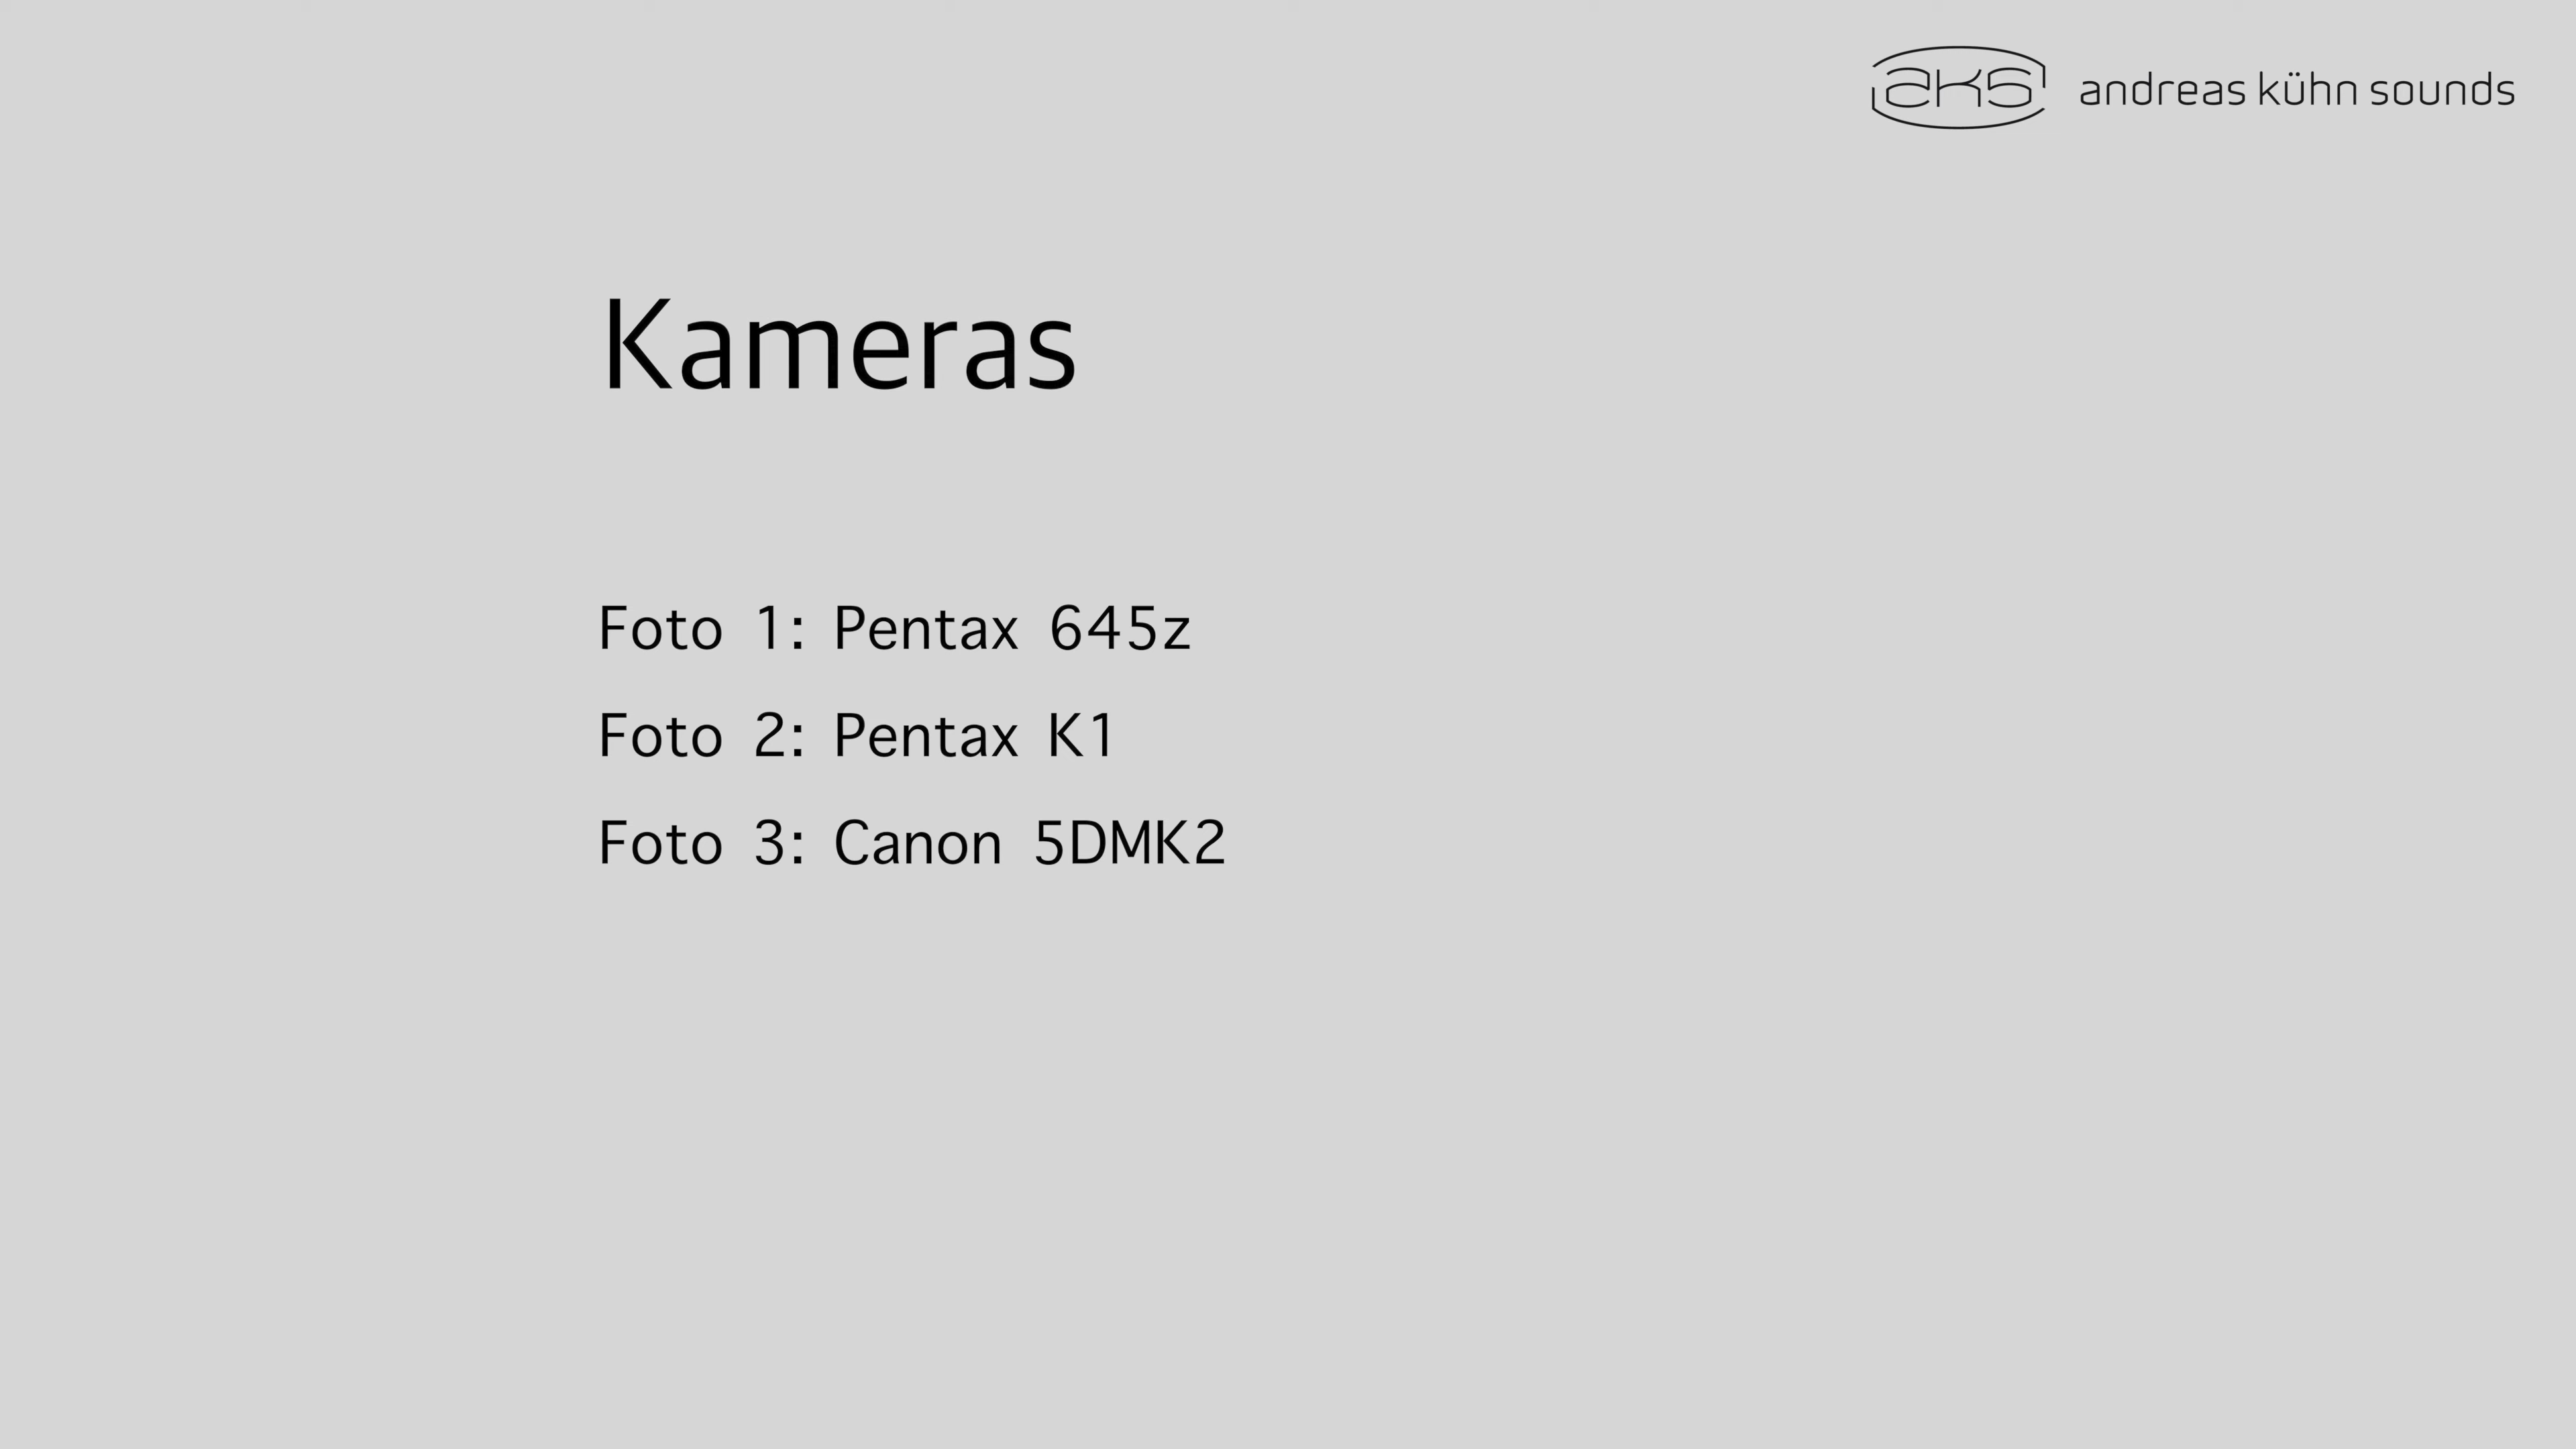 aks andreas kühn sounds
Kameras
Foto 1: Pentax 645z
Foto 2: Pentax K1
Foto 3: Canon 5DMK2